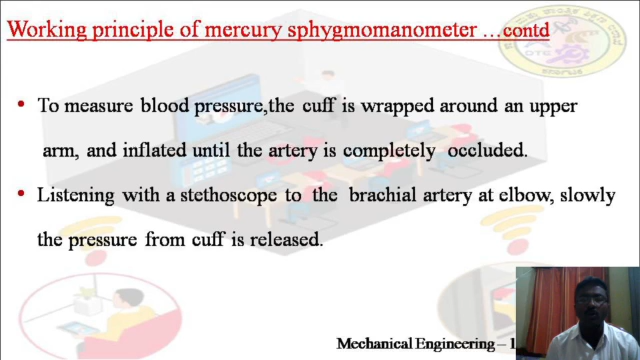 Working principle of mercury sphygmomanometer …contd
• To measure blood pressure,the cuff is wrapped around an upper
arm, and inflated until the artery is completely occluded.
• Listening with a stethoscope to the brachial artery at elbow, slowly
the pressure from cuff is released.
Mechanical Engineering – 1